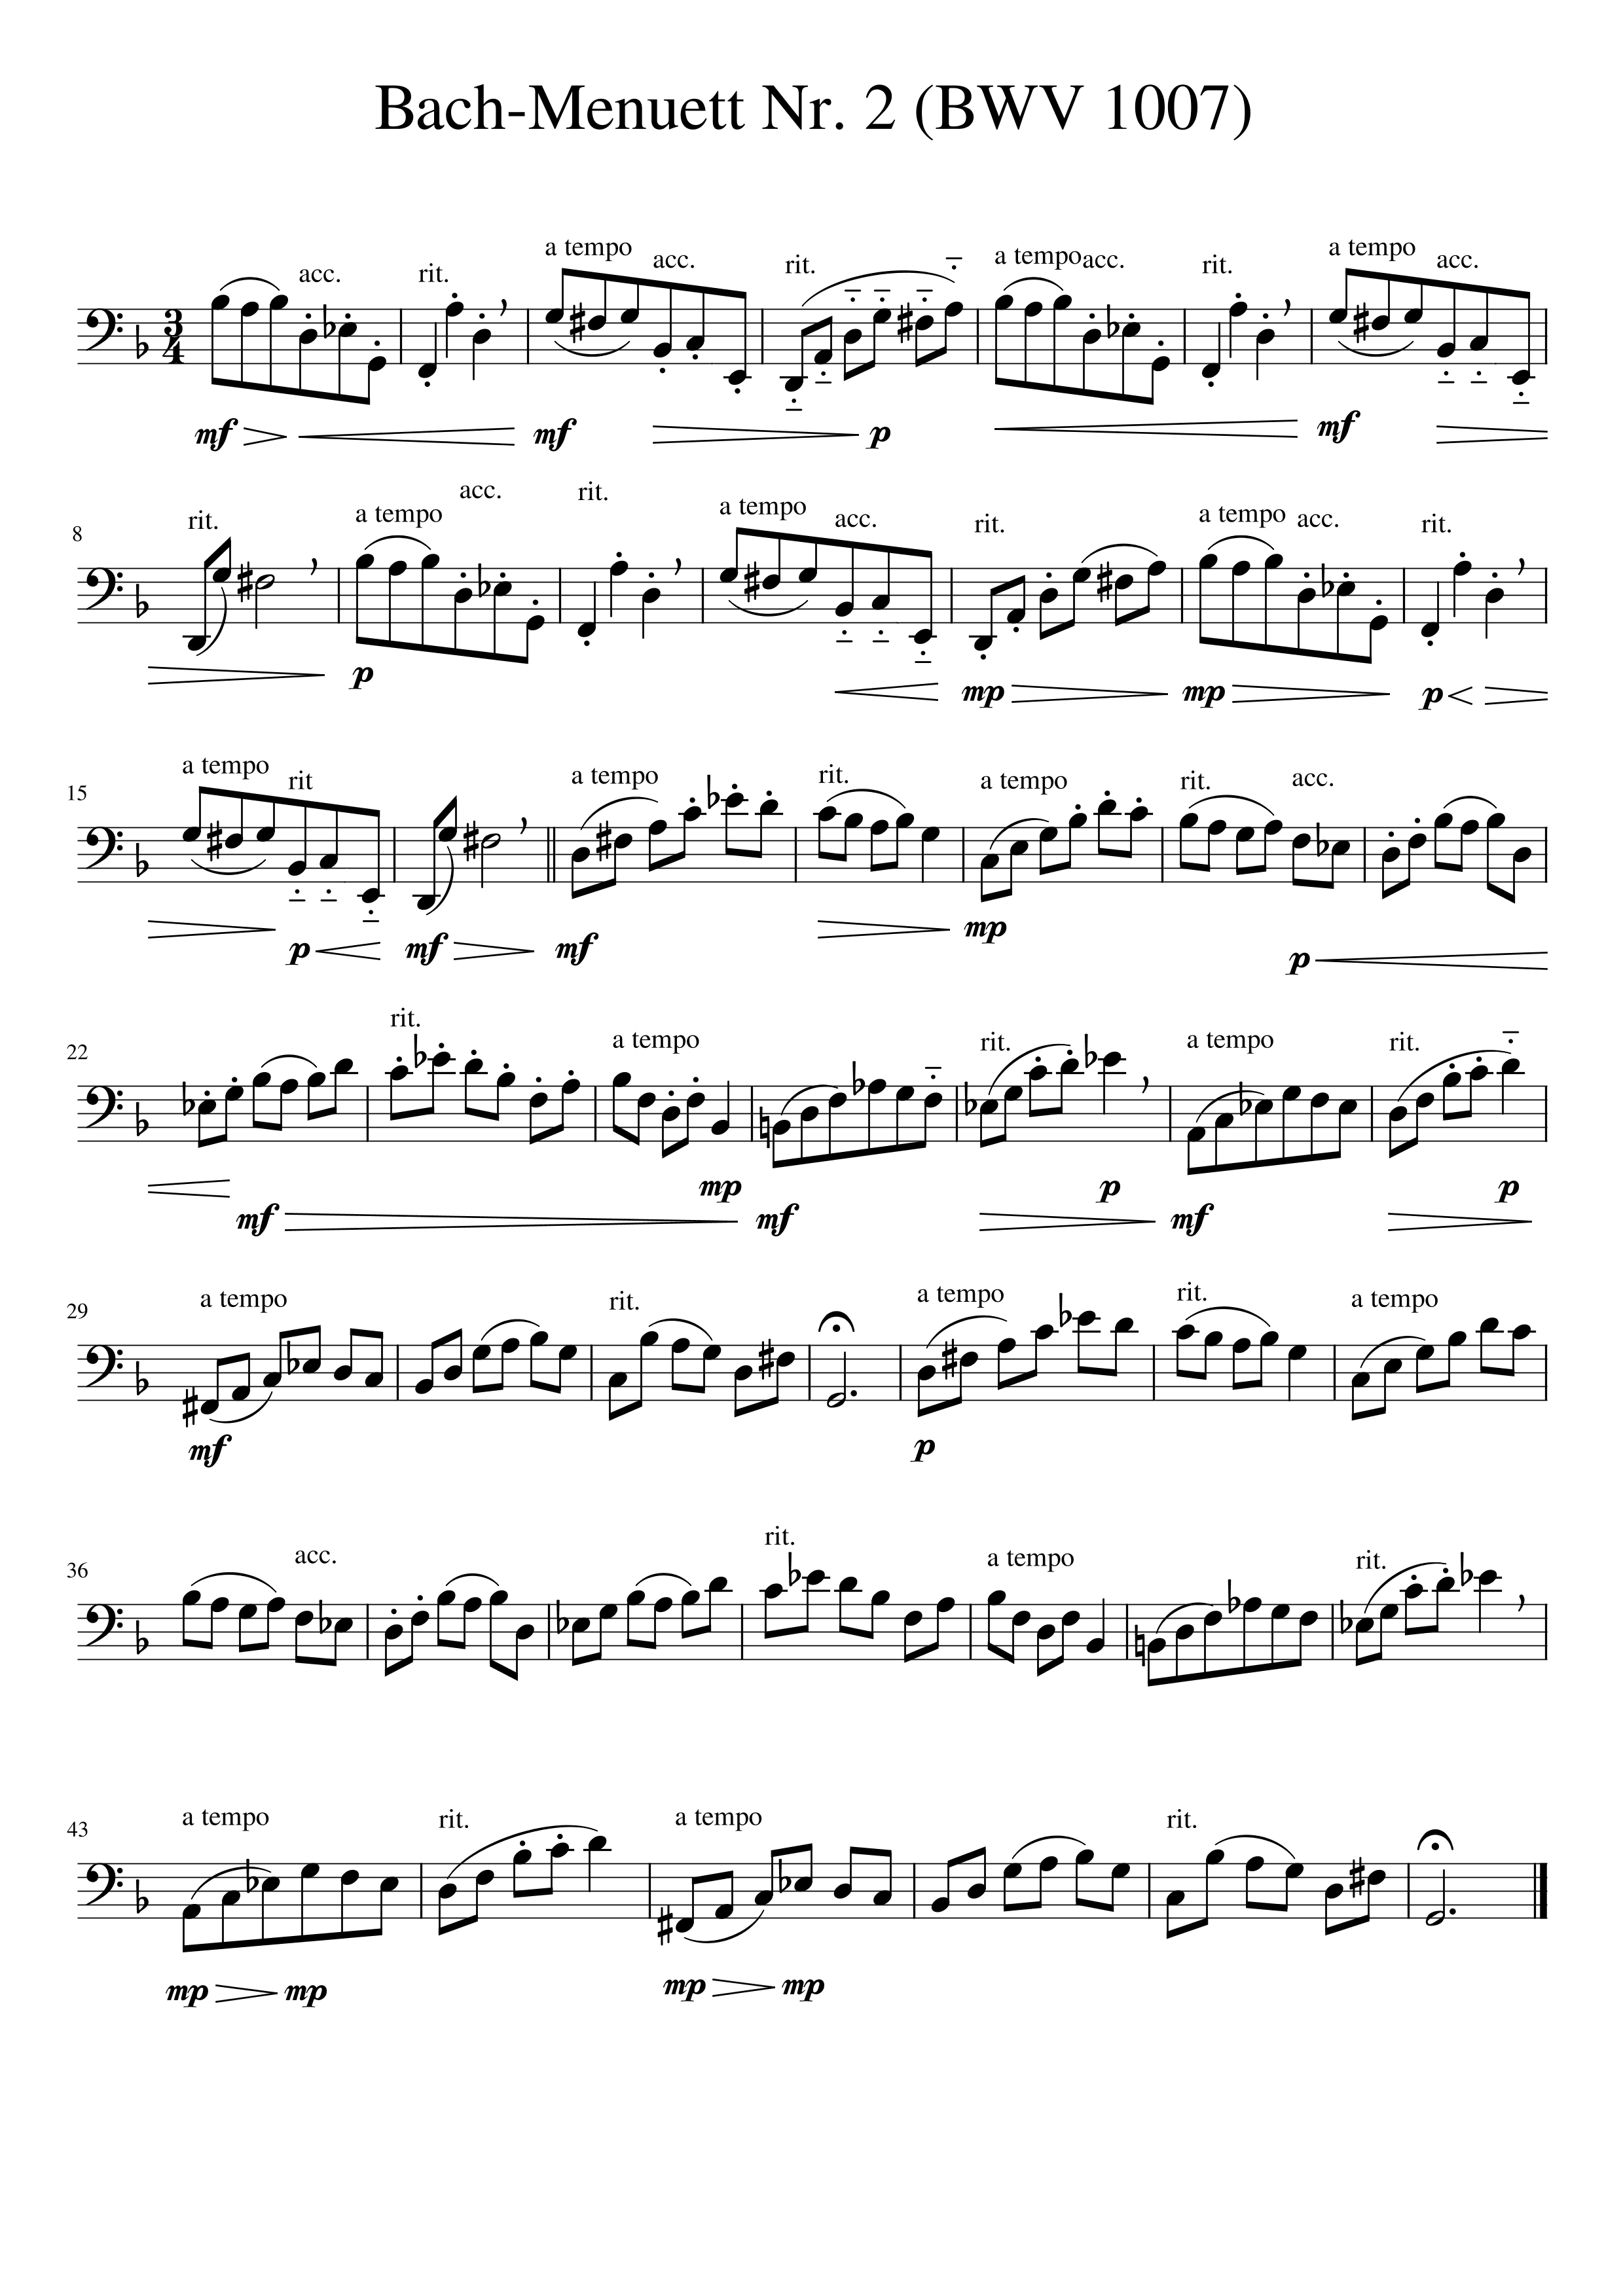 Bach-Menuett Nr. 2 (BWV 1007)
acc. rit. a tempo acc. rit. a tempo acc. rit. a tempo acc.
3
4
mf mf p mf
8
rit. a tempo acc. rit. a tempo acc. rit. a tempo acc. rit.
p mp mp p
15
a tempo rit a tempo rit. a tempo rit. acc.
p mf mf mp p
22
rit. a tempo rit. a tempo rit.
mf mp mf p mf p
29
a tempo rit. a tempo rit. a tempo
mf p
36
acc. rit. a tempo rit.
43
a tempo rit. a tempo rit.
mp mp mp mp